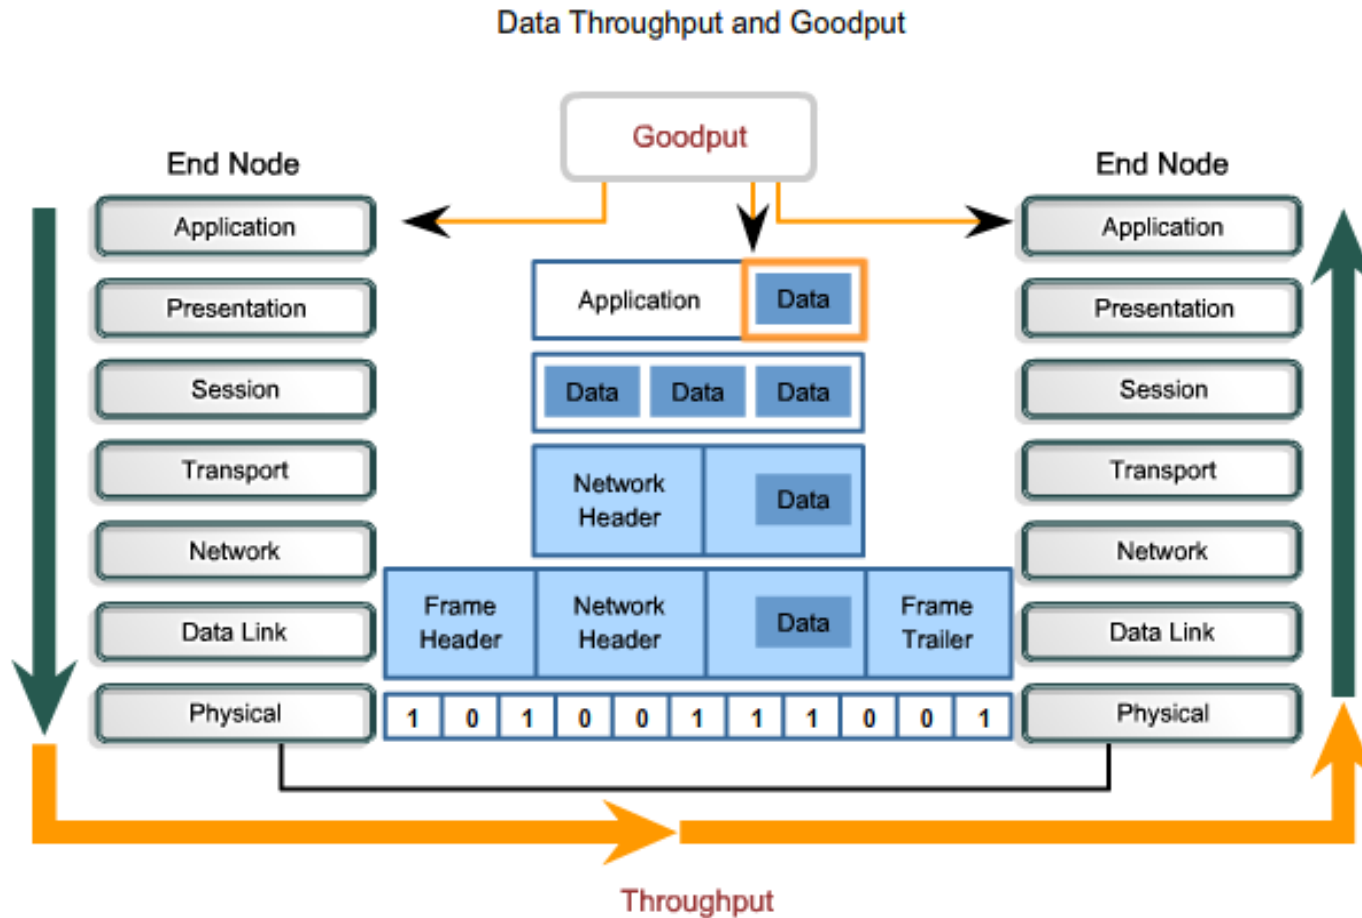 Data Throughput and Goodput
Goodput
End Node
End Node
Application
Application
Application
Data
Presentation
Presentation
Session
Data
Data
Data
Session
Transport
Network
Header
Data
Transport
Network
Network
Frame
Header
Network
Header
Data
Frame
Trailer
Data Link
Data Link
Physical
1 0 1 0 0 1 1 1 0 0 1
Physical
Throughput